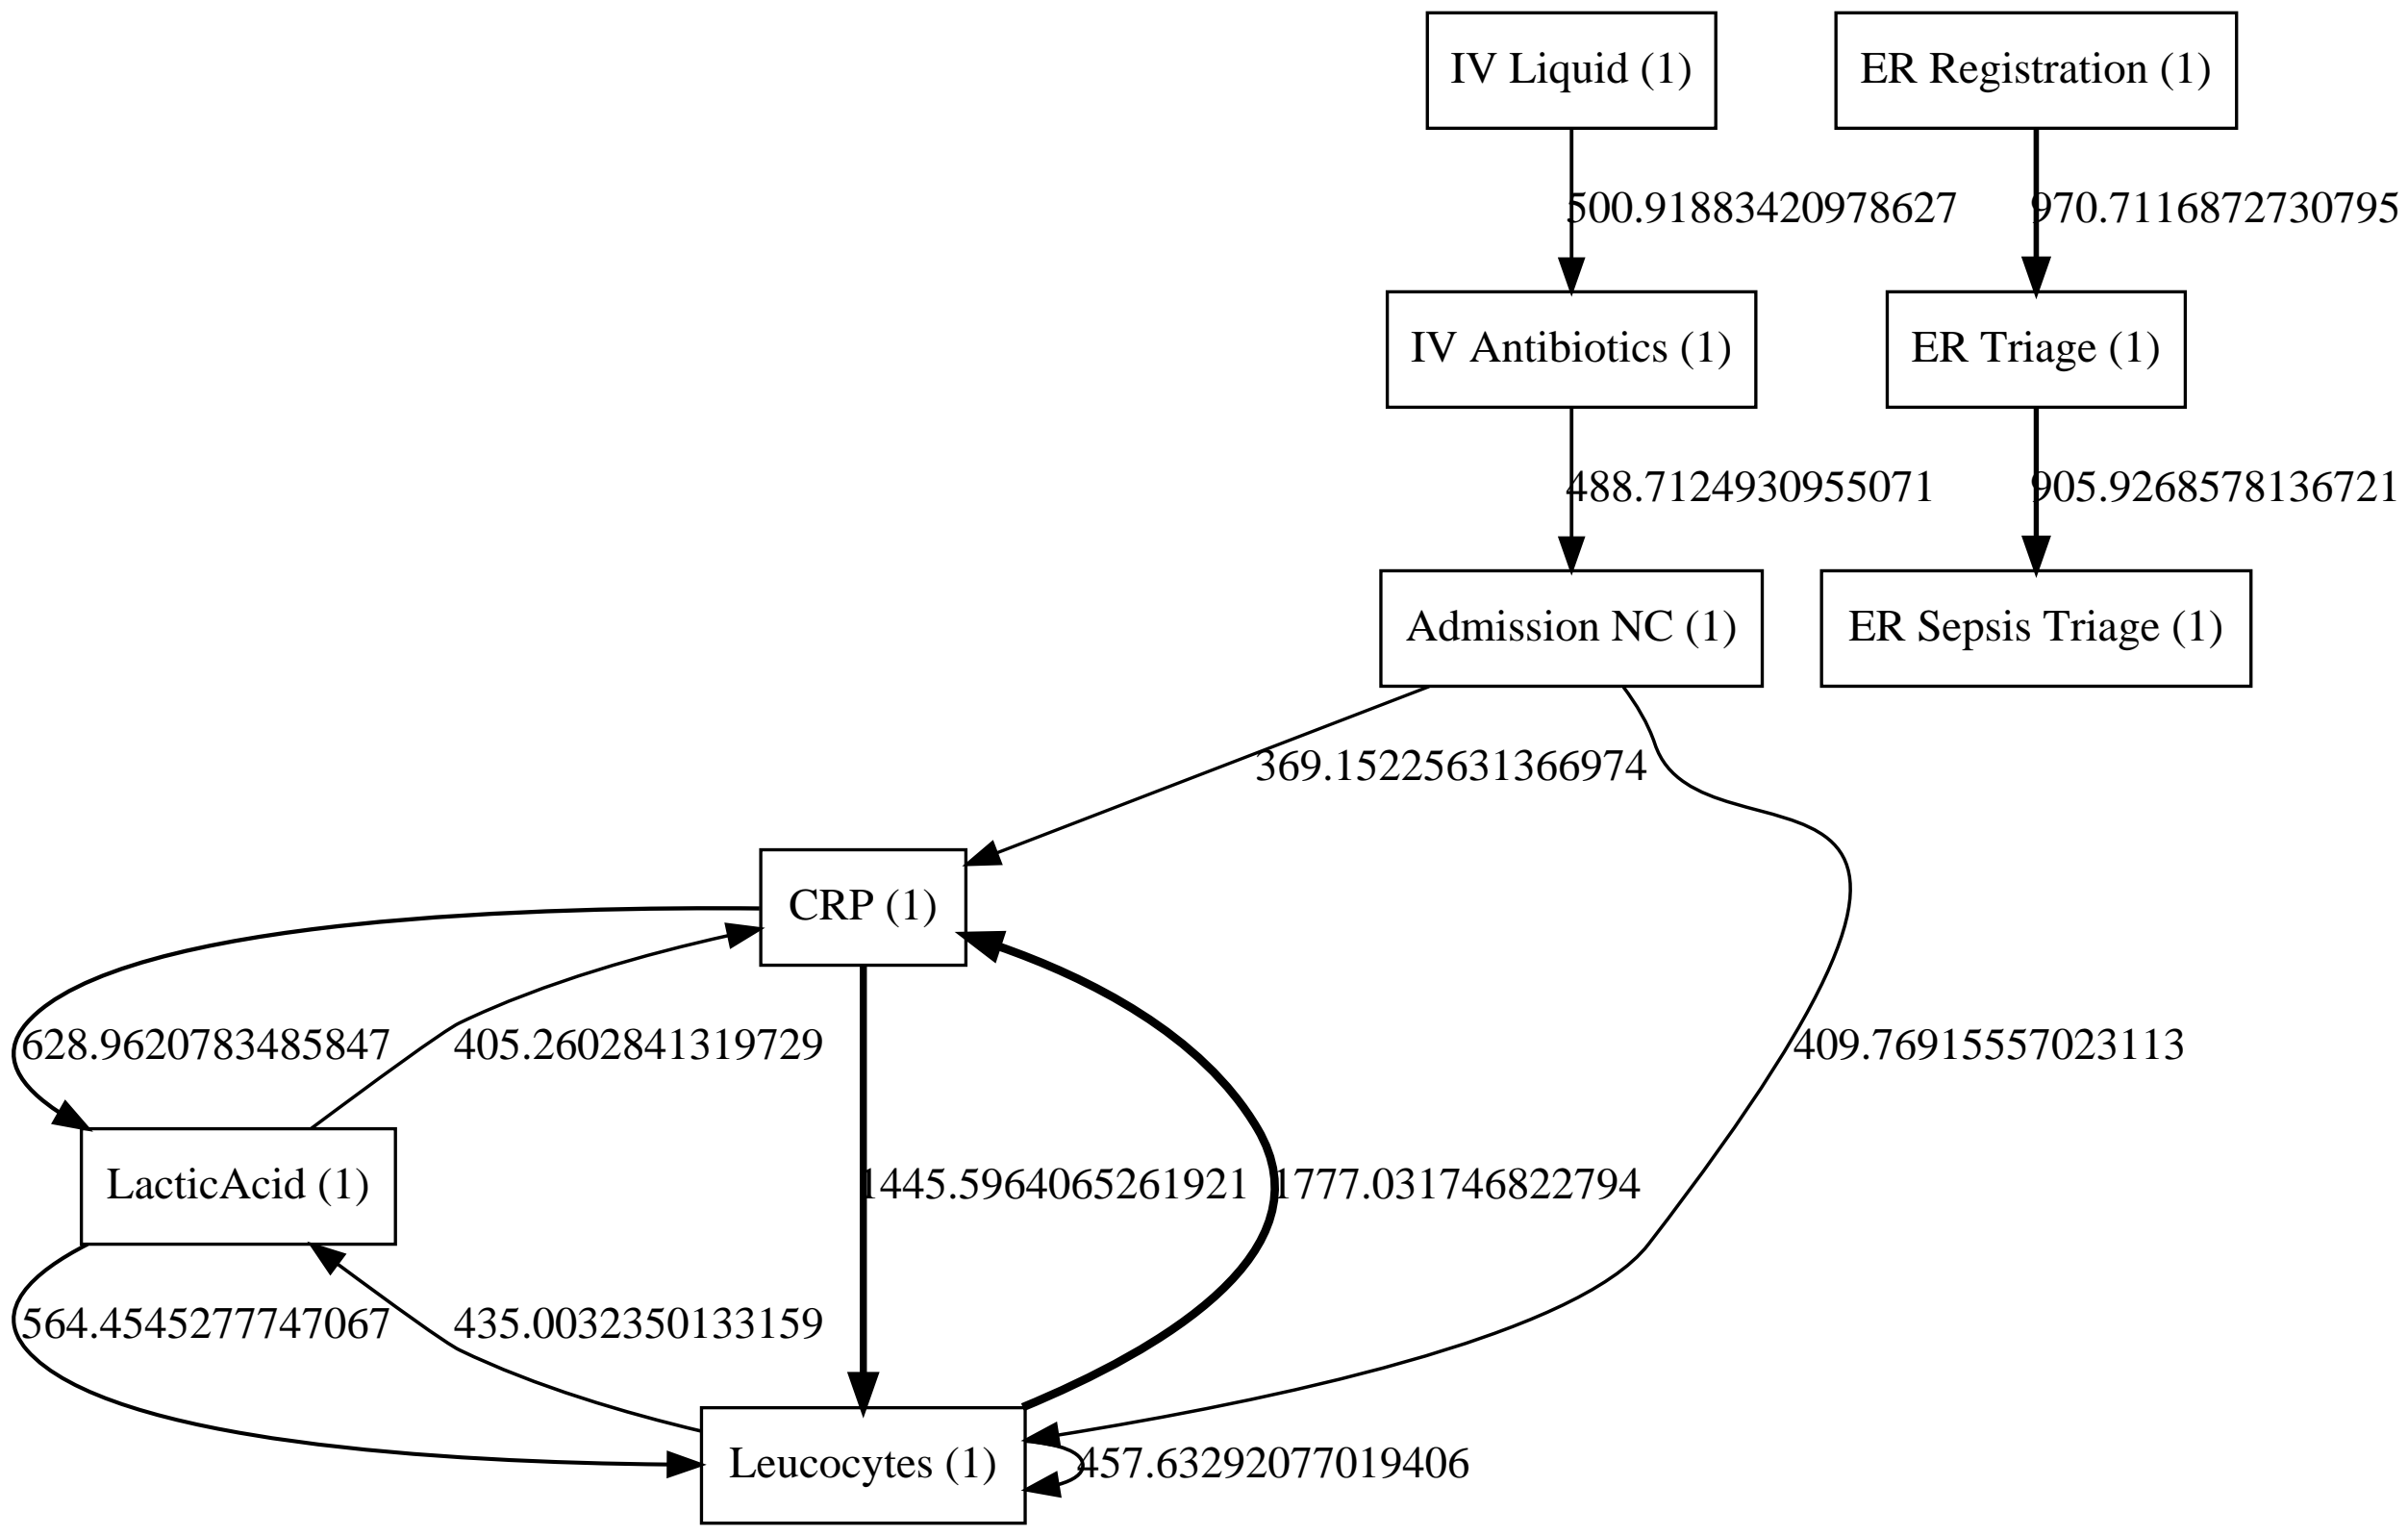 IV Liquid (1)
ER Registration (1)
500.91883420978627
970.7116872730795
IV Antibiotics (1)
ER Triage (1)
488.7124930955071
905.9268578136721
Admission NC (1)
ER Sepsis Triage (1)
369.15225631366974
CRP (1)
628.9620783485847
405.2602841319729
409.76915557023113
LacticAcid (1)
1445.5964065261921
1777.031746822794
564.4545277747067
435.0032350133159
Leucocytes (1)
457.63292077019406